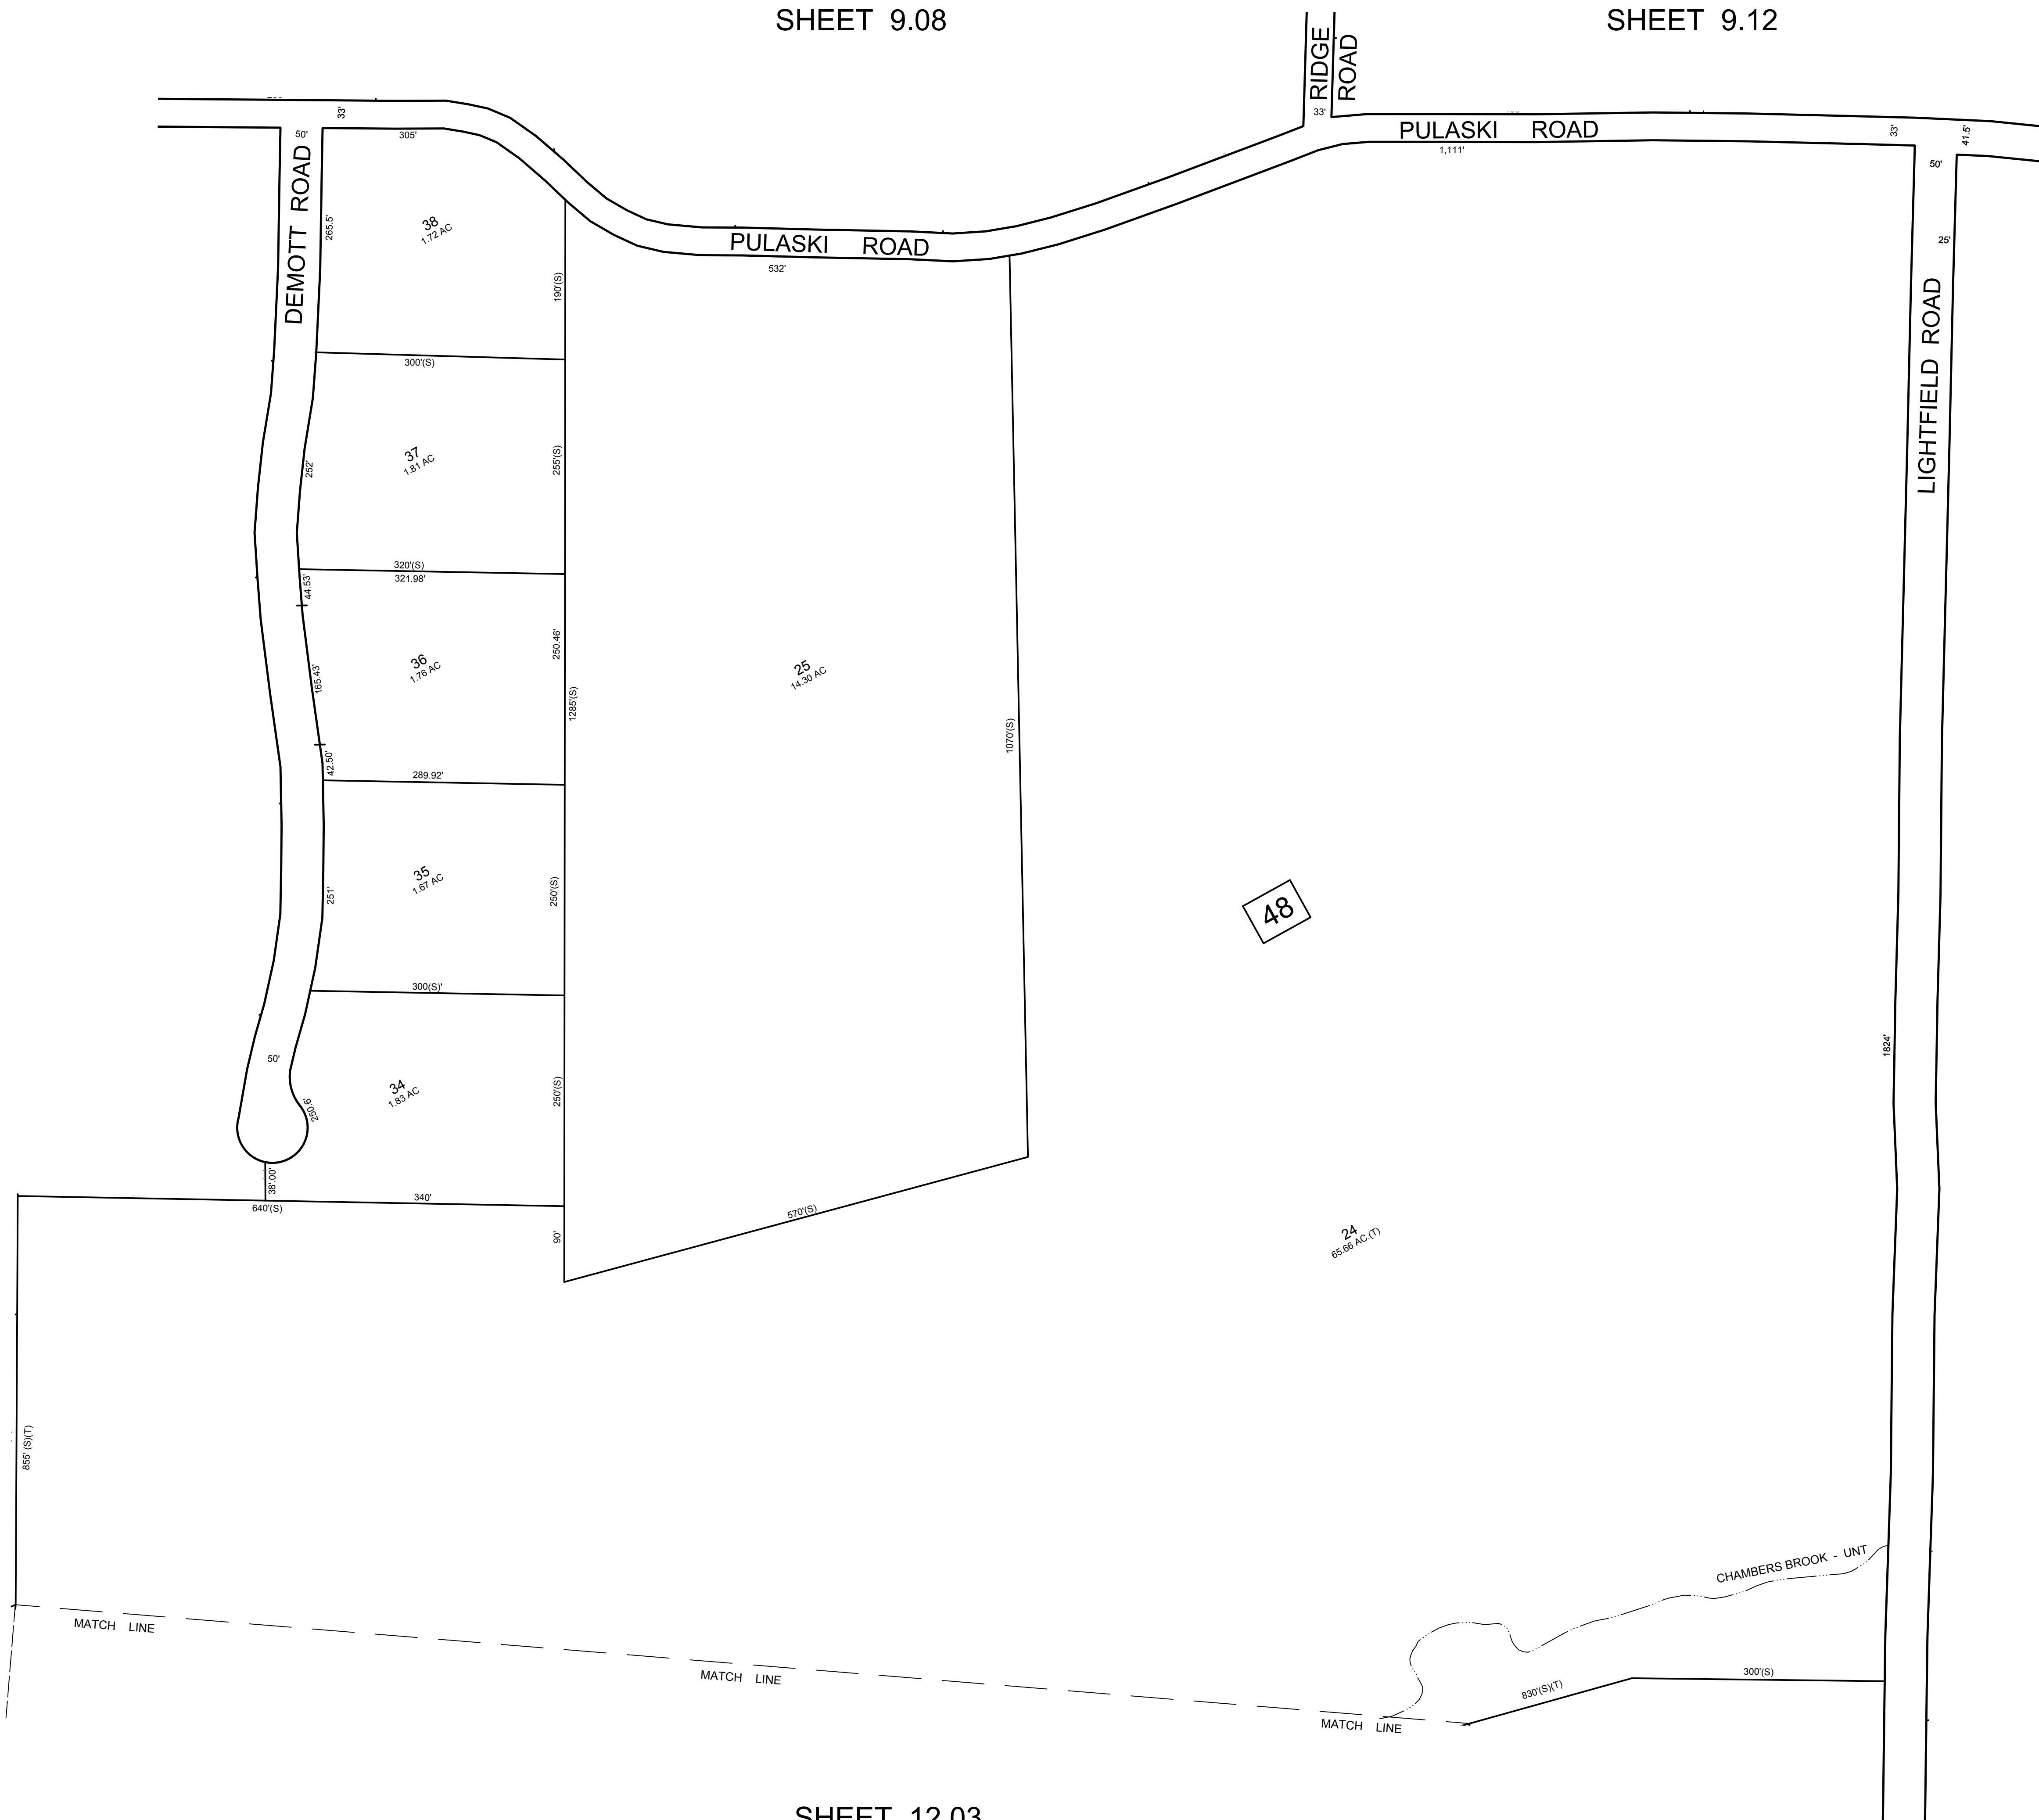 SHEET 9.08
SHEET 9.12
RIDGE
ROAD
33'
PULASKI ROAD
1,111'
33'
41.5'
50'
25'
33'
50'
305'
DEMOTT ROAD
265.5'
38
1.72 AC
190'(S)
PULASKI ROAD
532'
LIGHTFIELD ROAD
300'(S)
37
1.81 AC
252'
255'(S)
320'(S)
321.98'
44.53'
36
1.76 AC
165.43'
250.46'
1285'(S)
25
14.30 AC
1070'(S)
42.50'
289.92'
35
1.67 AC
251'
250'(S)
48
300(S)'
50'
34
1.83 AC
250.6'
250'(S)
1824'
38'.00'
340'
640'(S)
90'
570'(S)
24
65.66 AC.(T)
855' (S)(T)
CHAMBERS BROOK - UNT
MATCH LINE
MATCH LINE
MATCH LINE
830'(S)(T)
300'(S)
SHEET 12.03